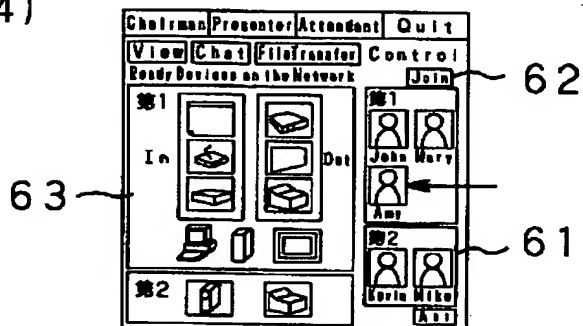 4)
Chairman Presenter Attendant Quit
View Chat FileTransfer Control
Ready Devices on the Network
Join
62
第1
第1
In
Out
John Mary
63
Amy
第2
61
第2
Karin Mike